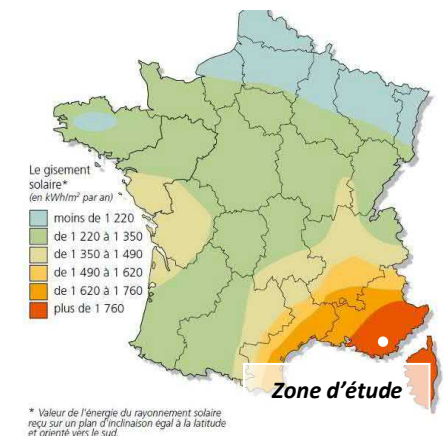 Le gisement
solaire*
(en kWh/m² par an)
moins de 1 220
de 1 220 à 1 350
de 1 350 à 1 490
de 1 490 à 1 620
de 1 620 à 1 760
plus de 1 760
Zone d'étude
* Valeur de l'énergie du rayonnement solaire
reçu sur un plan d'inclinaison égal à la latitude
et orienté vers le sud.